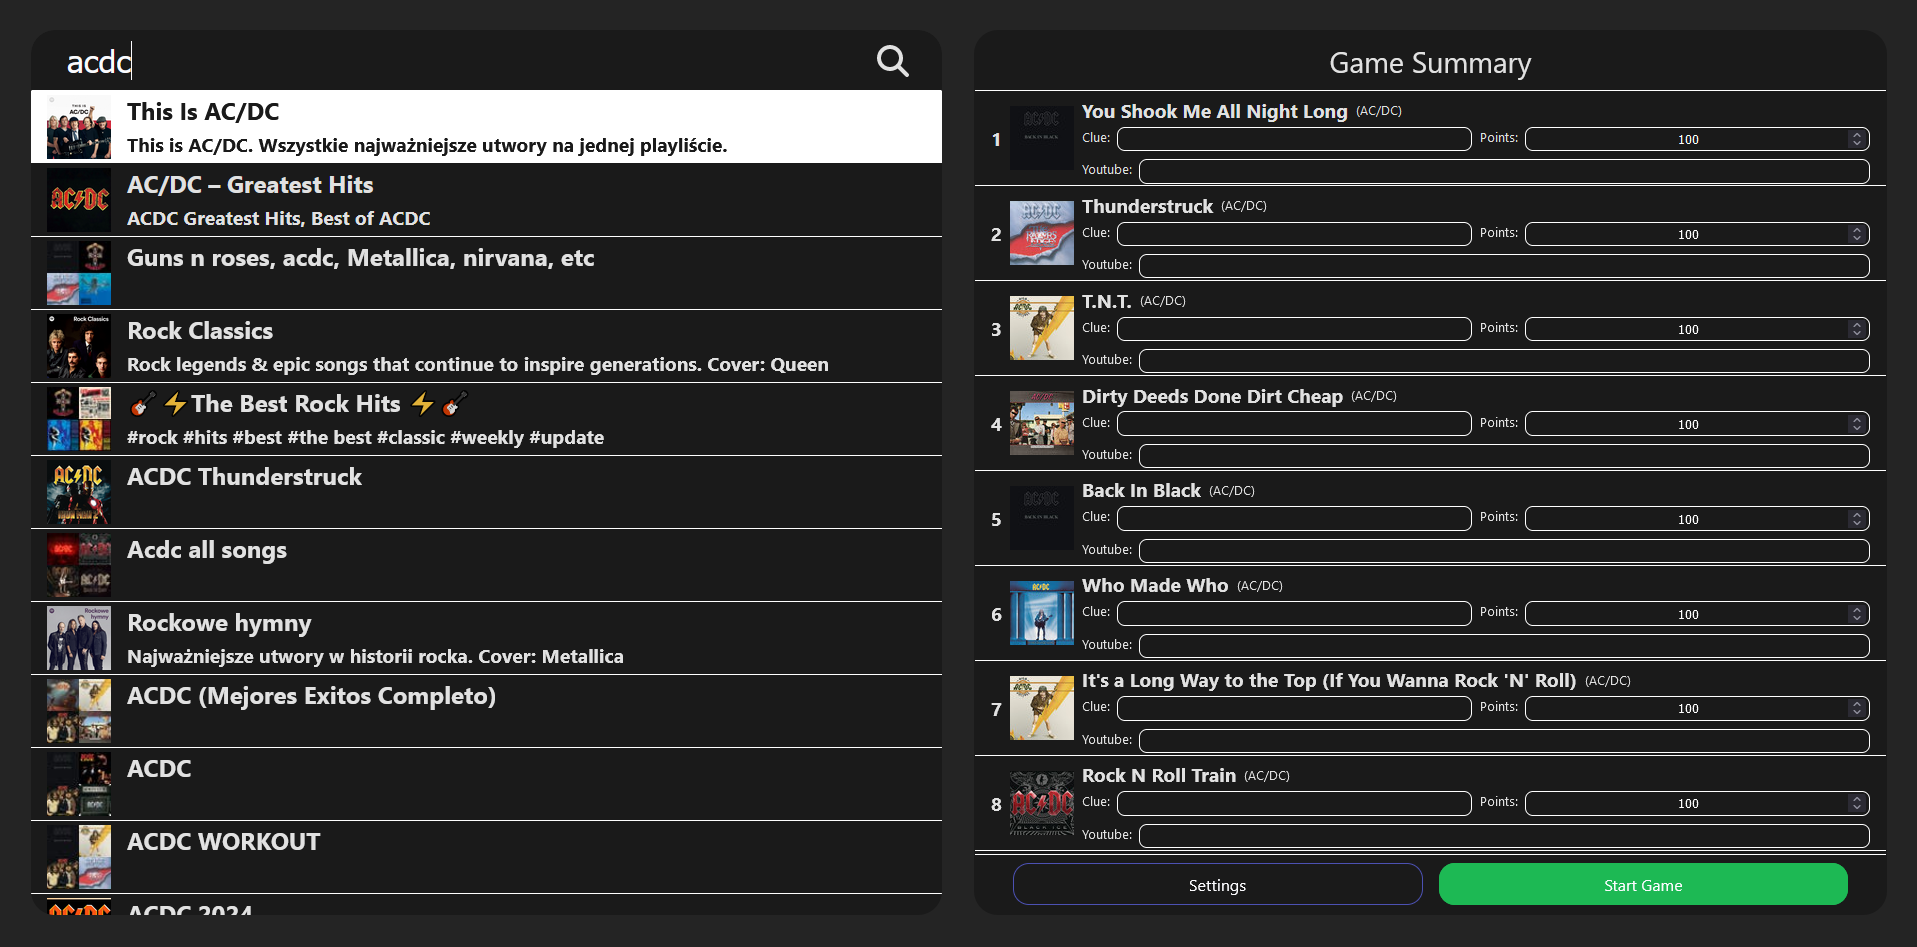 acdc
This Is AC/DC
This is AC/DC. Wszystkie najważniejsze utwory na jednej playliście.
AC/DC – Greatest Hits
ACDC Greatest Hits, Best of ACDC
Guns n roses, acdc, Metallica, nirvana, etc
Rock Classics
Rock legends & epic songs that continue to inspire generations. Cover: Queen
🎸⚡The Best Rock Hits ⚡🎸
#rock #hits #best #the best #classic #weekly #update
ACDC Thunderstruck
Acdc all songs
Rockowe hymny
Najważniejsze utwory w historii rocka. Cover: Metallica
ACDC (Mejores Exitos Completo)
ACDC
ACDC WORKOUT
ACDC 2024
Game Summary
1
You Shook Me All Night Long (AC/DC)
Clue: Points: 100
Youtube:
2
Thunderstruck (AC/DC)
Clue: Points: 100
Youtube:
3
T.N.T. (AC/DC)
Clue: Points: 100
Youtube:
4
Dirty Deeds Done Dirt Cheap (AC/DC)
Clue: Points: 100
Youtube:
5
Back In Black (AC/DC)
Clue: Points: 100
Youtube:
6
Who Made Who (AC/DC)
Clue: Points: 100
Youtube:
7
It's a Long Way to the Top (If You Wanna Rock 'N' Roll) (AC/DC)
Clue: Points: 100
Youtube:
8
Rock N Roll Train (AC/DC)
Clue: Points: 100
Youtube:
Settings
Start Game